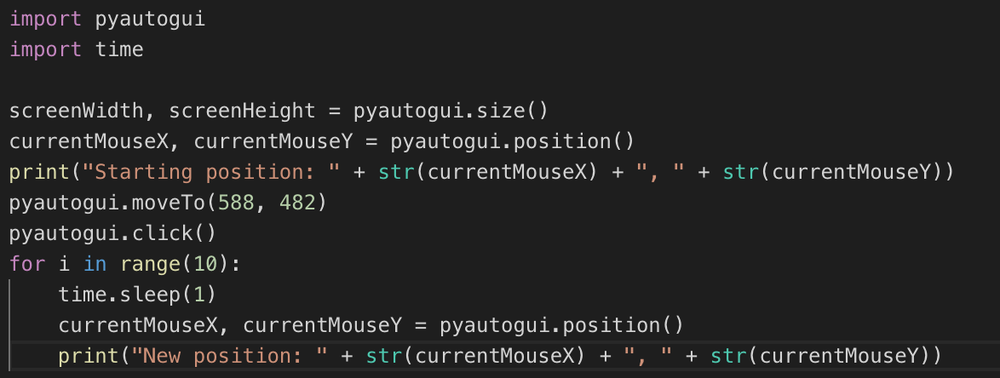 import pyautogui
import time

screenWidth, screenHeight = pyautogui.size()
currentMouseX, currentMouseY = pyautogui.position()
print("Starting position: " + str(currentMouseX) + ", " + str(currentMouseY))
pyautogui.moveTo(588, 482)
pyautogui.click()
for i in range(10):
    time.sleep(1)
    currentMouseX, currentMouseY = pyautogui.position()
    print("New position: " + str(currentMouseX) + ", " + str(currentMouseY))